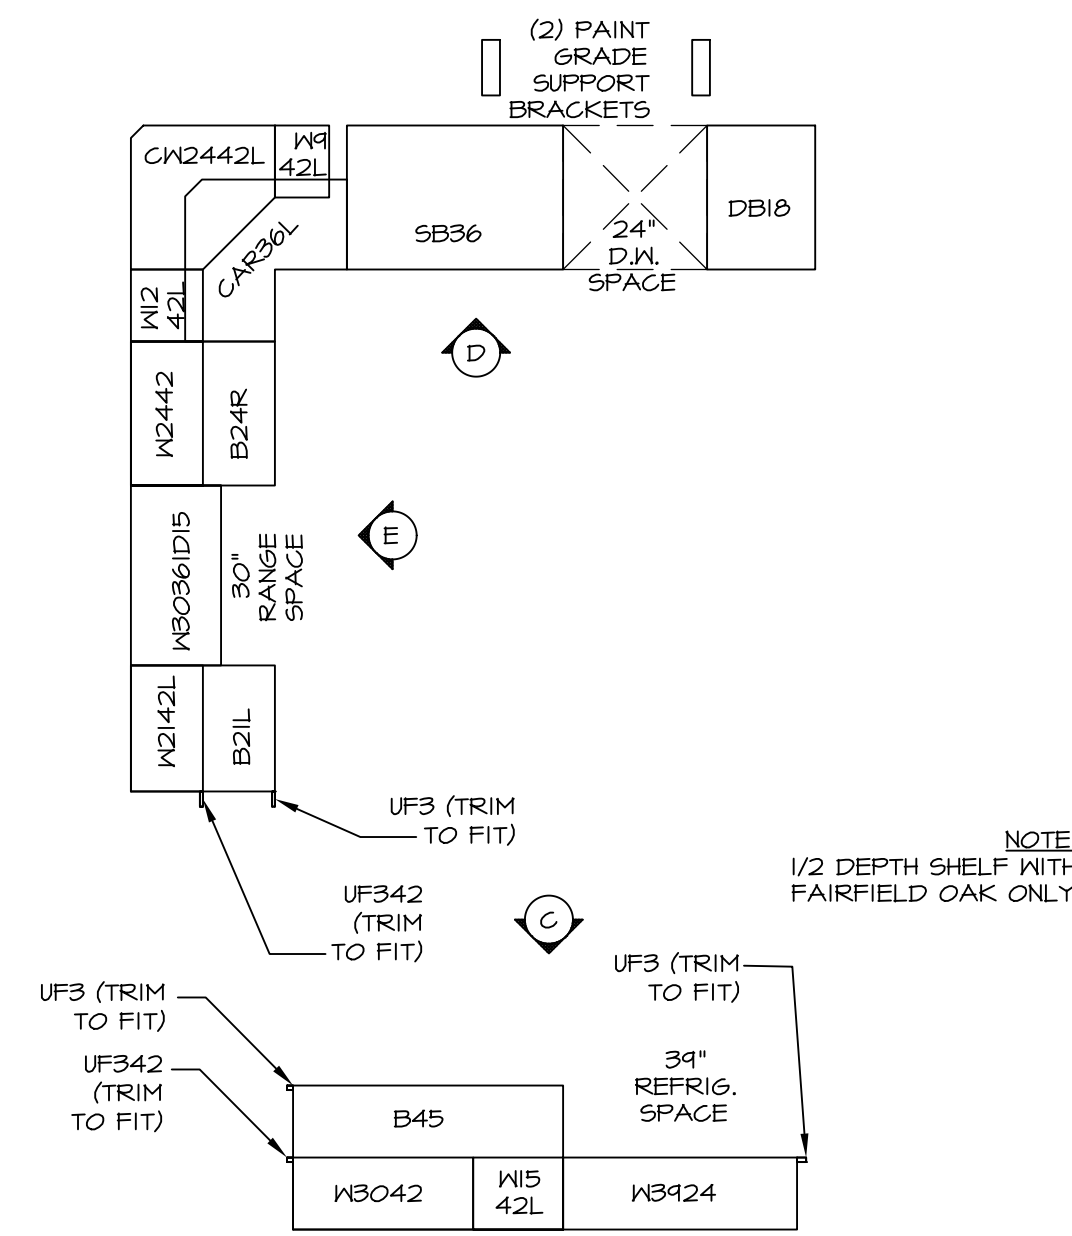 (2) PAINT
GRADE
SUPPORT
BRACKETS
CW2442L
W9
42L
SB36
24"
D.W.
SPACE
DB18
CAR36L
W12
42L
D
W2442
B24R
W30361D15
30"
RANGE
SPACE
E
W2142L
B21L
UF3 (TRIM
TO FIT)
UF342
(TRIM
TO FIT)
NOTE
1/2 DEPTH SHELF WITH
FAIRFIELD OAK ONLY
C
UF3 (TRIM
TO FIT)
UF3 (TRIM
TO FIT)
UF342
(TRIM
TO FIT)
39"
REFRIG.
SPACE
B45
W3042
W15
42L
W3924